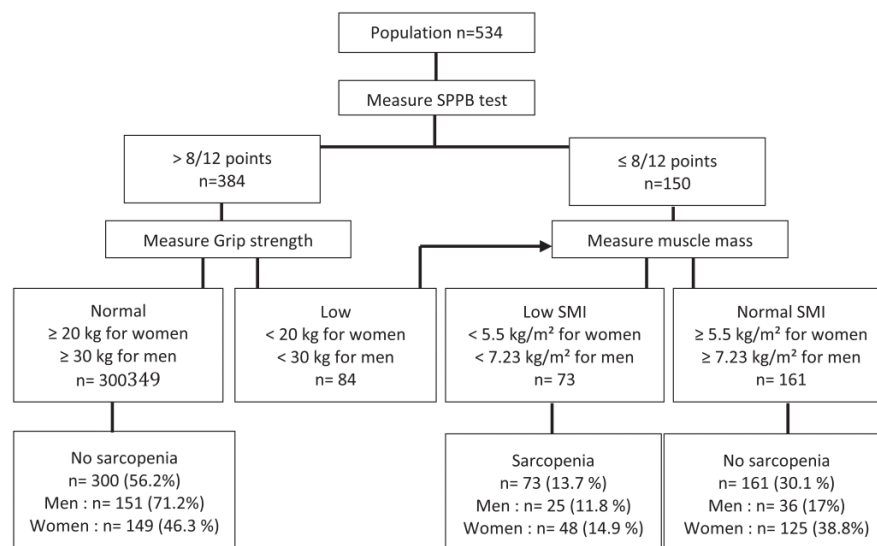 Population n=534
Measure SPPB test
> 8/12 points
n=384
≤ 8/12 points
n=150
Measure Grip strength
Measure muscle mass
Normal
≥ 20 kg for women
≥ 30 kg for men
n= 300349
Low
< 20 kg for women
< 30 kg for men
n= 84
Low SMI
< 5.5 kg/m² for women
< 7.23 kg/m² for men
n= 73
Normal SMI
≥ 5.5 kg/m² for women
≥ 7.23 kg/m² for men
n= 161
No sarcopenia
n= 300 (56.2%)
Men : n= 151 (71.2%)
Women : n= 149 (46.3 %)
Sarcopenia
n= 73 (13.7 %)
Men : n= 25 (11.8 %)
Women : n= 48 (14.9 %)
No sarcopenia
n= 161 (30.1 %)
Men : n= 36 (17%)
Women : n= 125 (38.8%)